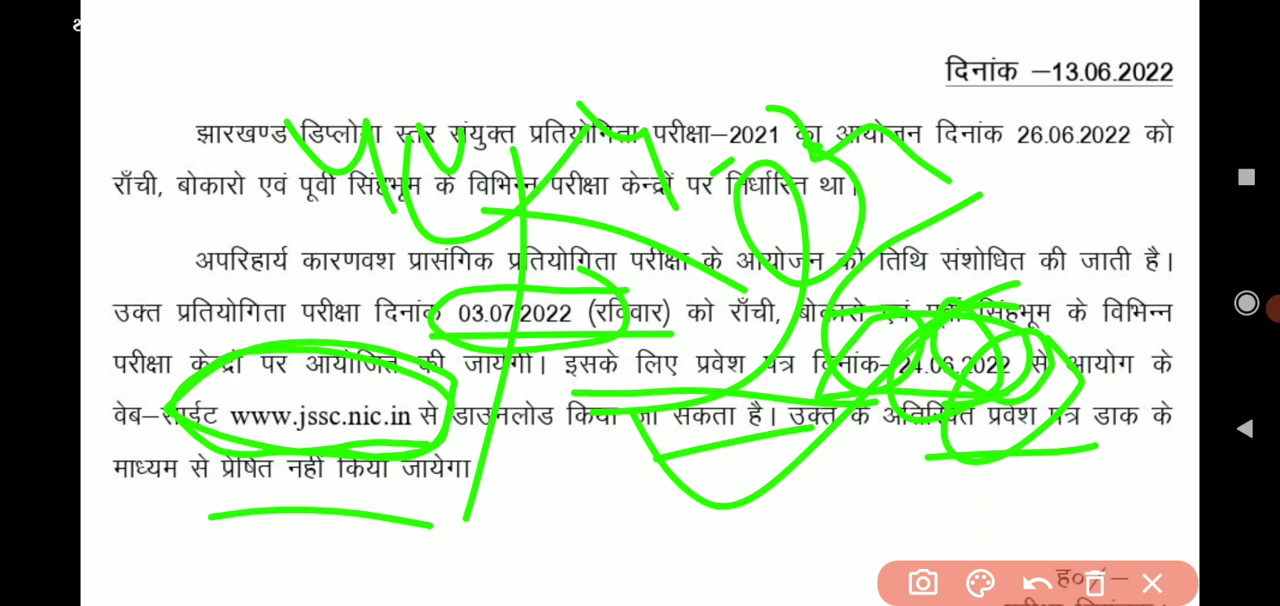 दिनांक –13.06.2022
झारखण्ड डिप्लोमा स्तर संयुक्त प्रतियोगिता परीक्षा–2021 का आयोजन दिनांक 26.06.2022 को
राँची, बोकारो एवं पूर्वी सिंहभूम के विभिन्न परीक्षा केन्द्रों पर निर्धारित था।
अपरिहार्य कारणवश प्रासंगिक प्रतियोगिता परीक्षा के आयोजन की तिथि संशोधित की जाती है।
उक्त प्रतियोगिता परीक्षा दिनांक 03.07.2022 (रविवार) को राँची, बोकारो एवं पूर्वी सिंहभूम के विभिन्न
परीक्षा केन्द्रों पर आयोजित की जायेगी। इसके लिए प्रवेश पत्र दिनांक–24.06.2022 से आयोग के
वेब–साईट www.jssc.nic.in से डाउनलोड किया जा सकता है। उक्त के अतिरिक्त प्रवेश पत्र डाक के
माध्यम से प्रेषित नहीं किया जायेगा
ह०/–